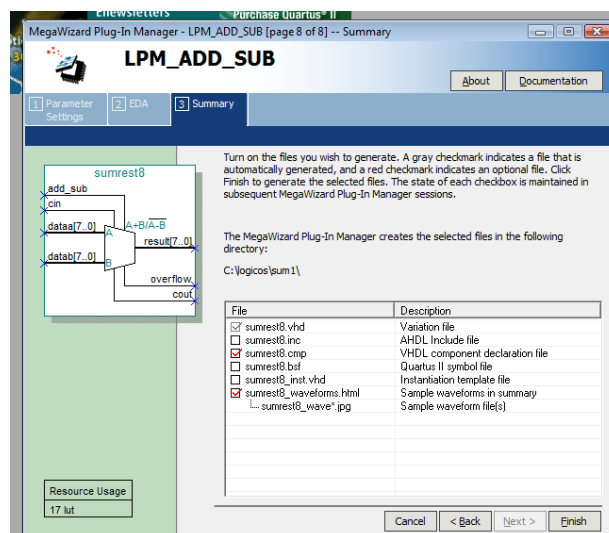 Enewsletters
Purchase Quartus® II
MegaWizard Plug-In Manager - LPM_ADD_SUB [page 8 of 8] -- Summary
LPM_ADD_SUB
About
Documentation
1 Parameter Settings
2 EDA
3 Summary
Turn on the files you wish to generate. A gray checkmark indicates a file that is
automatically generated, and a red checkmark indicates an optional file. Click
Finish to generate the selected files. The state of each checkbox is maintained in
subsequent MegaWizard Plug-In Manager sessions.
The MegaWizard Plug-In Manager creates the selected files in the following
directory:
C:\logicos\sum1\
sumrest8
add_sub
cin
dataa[7..0]
A
A+B/A-B
result[7..0]
datab[7..0]
B
overflow
cout
File
Description
sumrest8.vhd
Variation file
sumrest8.inc
AHDL Include file
sumrest8.cmp
VHDL component declaration file
sumrest8.bsf
Quartus II symbol file
sumrest8_inst.vhd
Instantiation template file
sumrest8_waveforms.html
Sample waveforms in summary
sumrest8_wave*.jpg
Sample waveform file(s)
Resource Usage
17 lut
Cancel
< Back
Next >
Finish